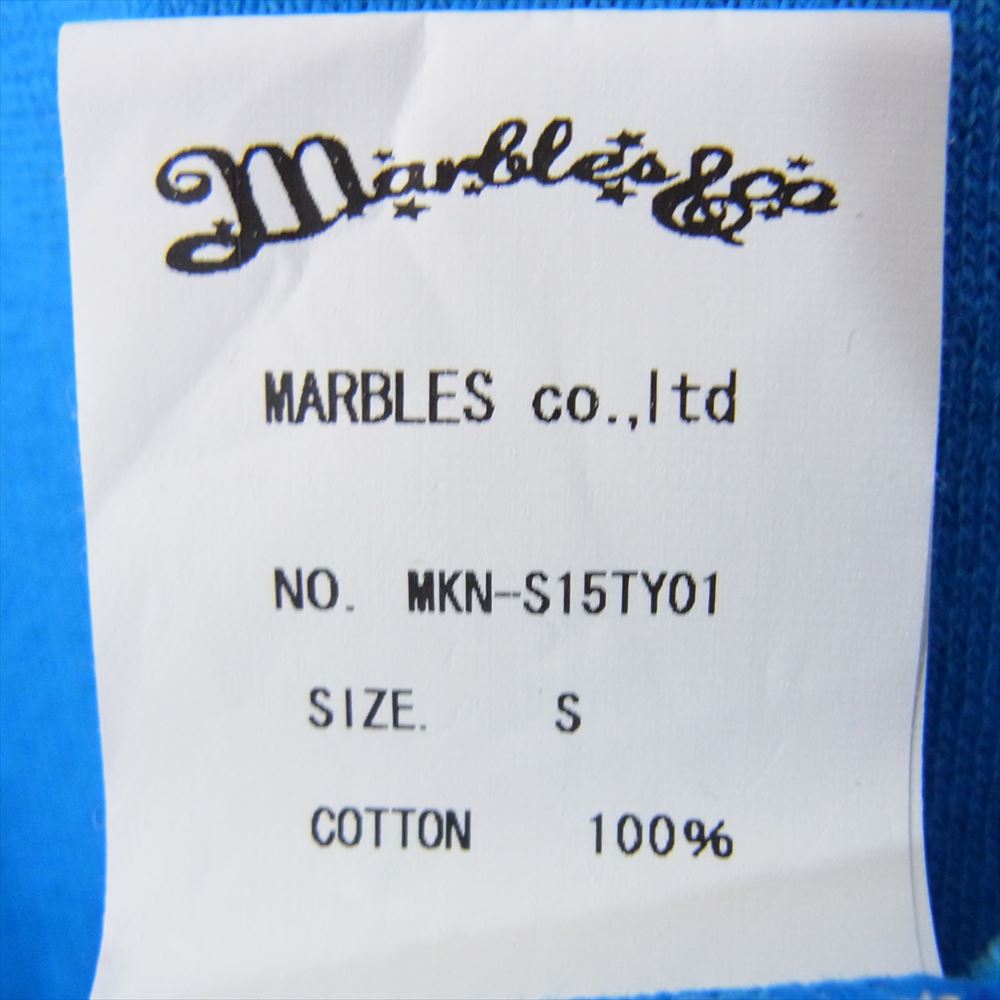 Marbles & Co
MARBLES co.,ltd
NO. MKN-S15TY01
SIZE. S
COTTON 100%